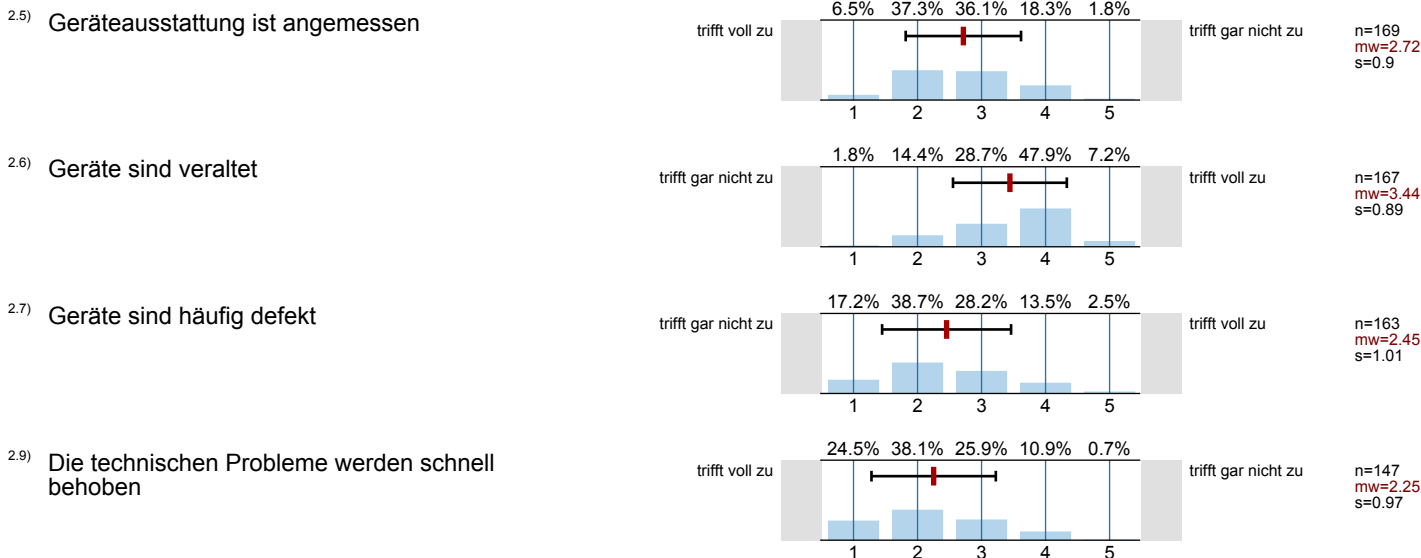 2.5) Geräteausstattung ist angemessen
6.5% 37.3% 36.1% 18.3% 1.8%
trifft voll zu
trifft gar nicht zu
n=169
mw=2.72
s=0.9
1 2 3 4 5
2.6) Geräte sind veraltet
1.8% 14.4% 28.7% 47.9% 7.2%
trifft gar nicht zu
trifft voll zu
n=167
mw=3.44
s=0.89
1 2 3 4 5
2.7) Geräte sind häufig defekt
17.2% 38.7% 28.2% 13.5% 2.5%
trifft gar nicht zu
trifft voll zu
n=163
mw=2.45
s=1.01
1 2 3 4 5
2.9) Die technischen Probleme werden schnell
behoben
24.5% 38.1% 25.9% 10.9% 0.7%
trifft voll zu
trifft gar nicht zu
n=147
mw=2.25
s=0.97
1 2 3 4 5